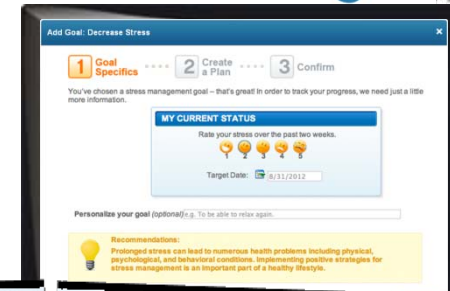 Add Goal: Decrease Stress
×
1 Goal Specifics 2 Create a Plan 3 Confirm
You've chosen a stress management goal – that's great! In order to track your progress, we need just a little
more information.
MY CURRENT STATUS
Rate your stress over the past two weeks.
1 2 3 4 5
Target Date: 8/31/2012
Personalize your goal (optional) e.g. To be able to relax again.
Recommendations:
Prolonged stress can lead to numerous health problems including physical,
psychological, and behavioral conditions. Implementing positive strategies for
stress management is an important part of a healthy lifestyle.